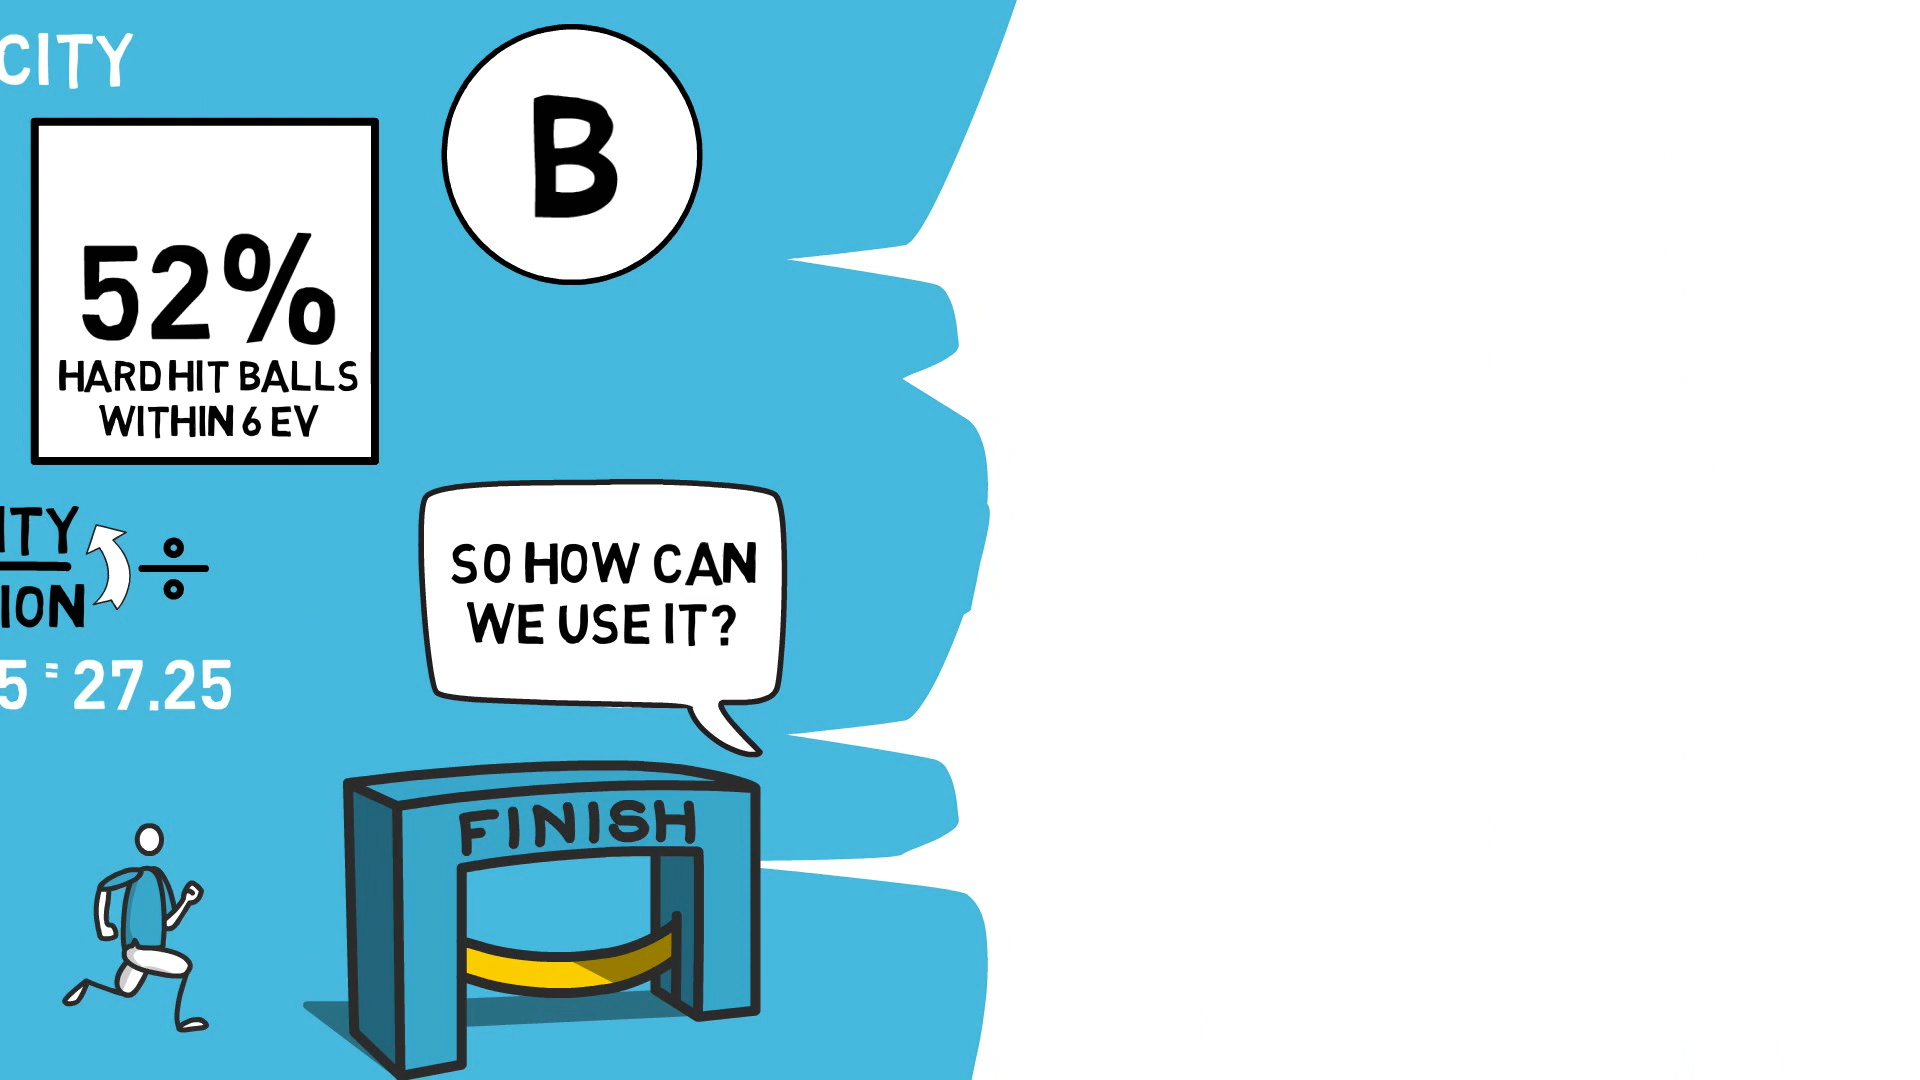 CITY
B
52%
HARD HIT BALLS
WITHIN 6 EV
ITY
ION
÷
5 = 27.25
SO HOW CAN
WE USE IT?
FINISH